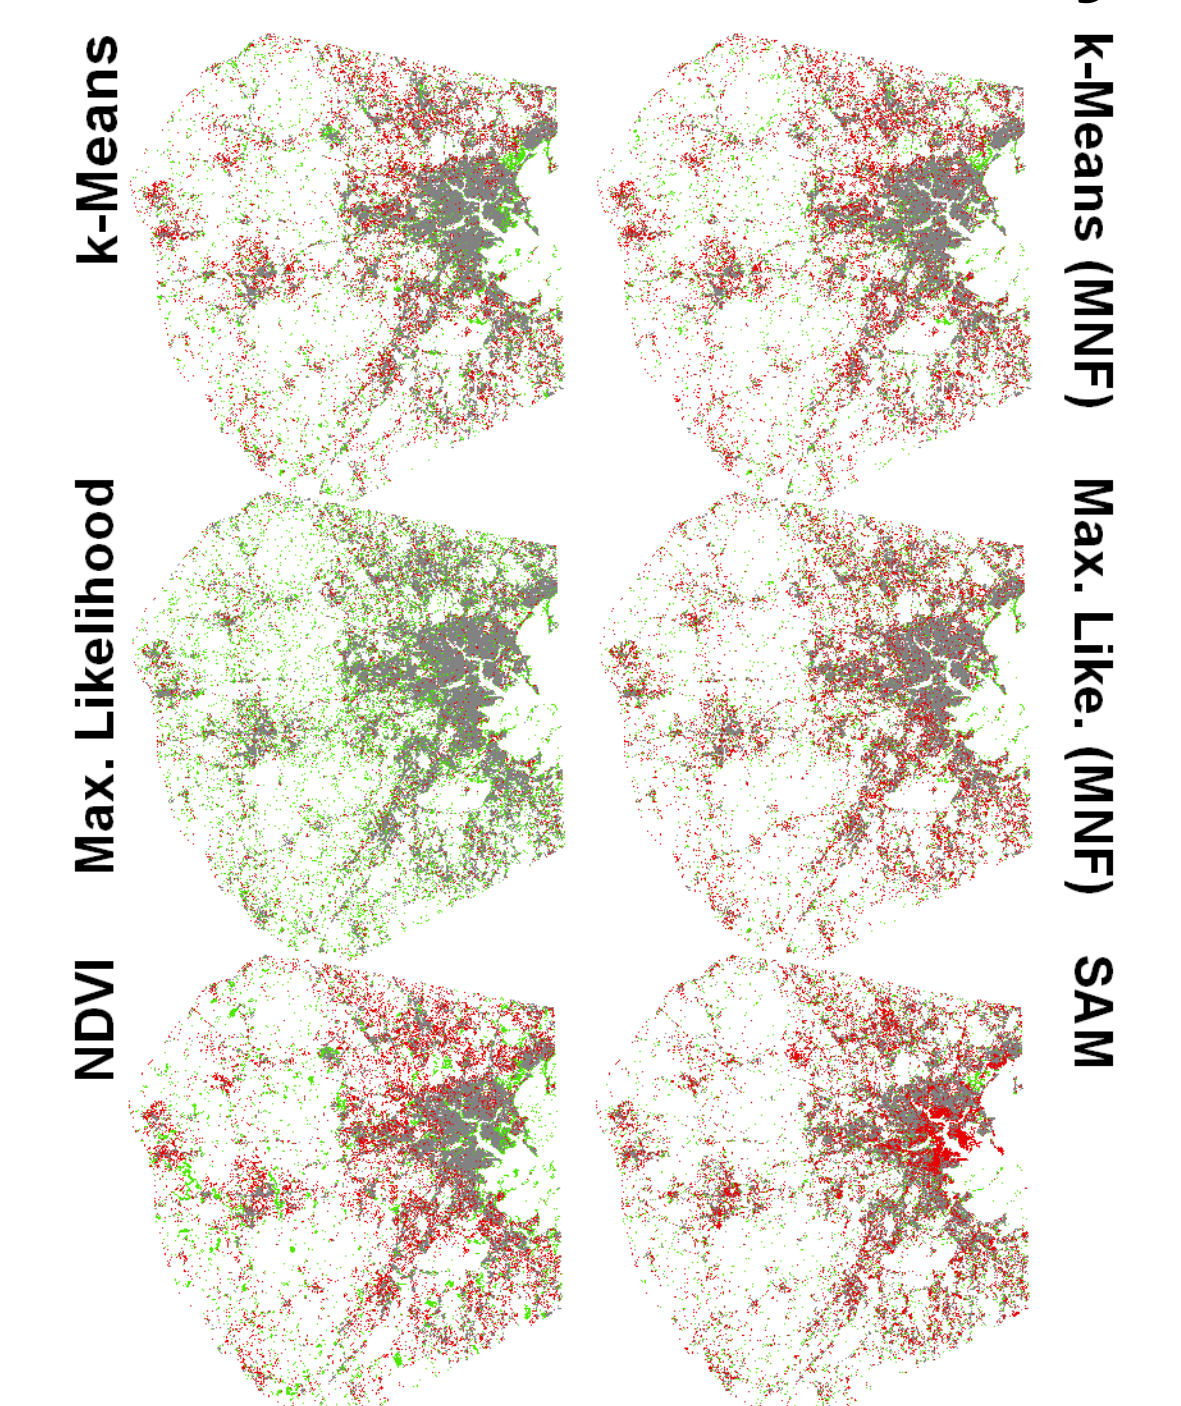 k-Means
k-Means (MNF)
Max. Likelihood
Max. Like. (MNF)
NDVI
SAM